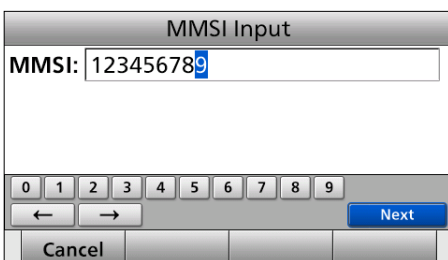 MMSI Input
MMSI: 123456789
0 1 2 3 4 5 6 7 8 9
← → Next
Cancel